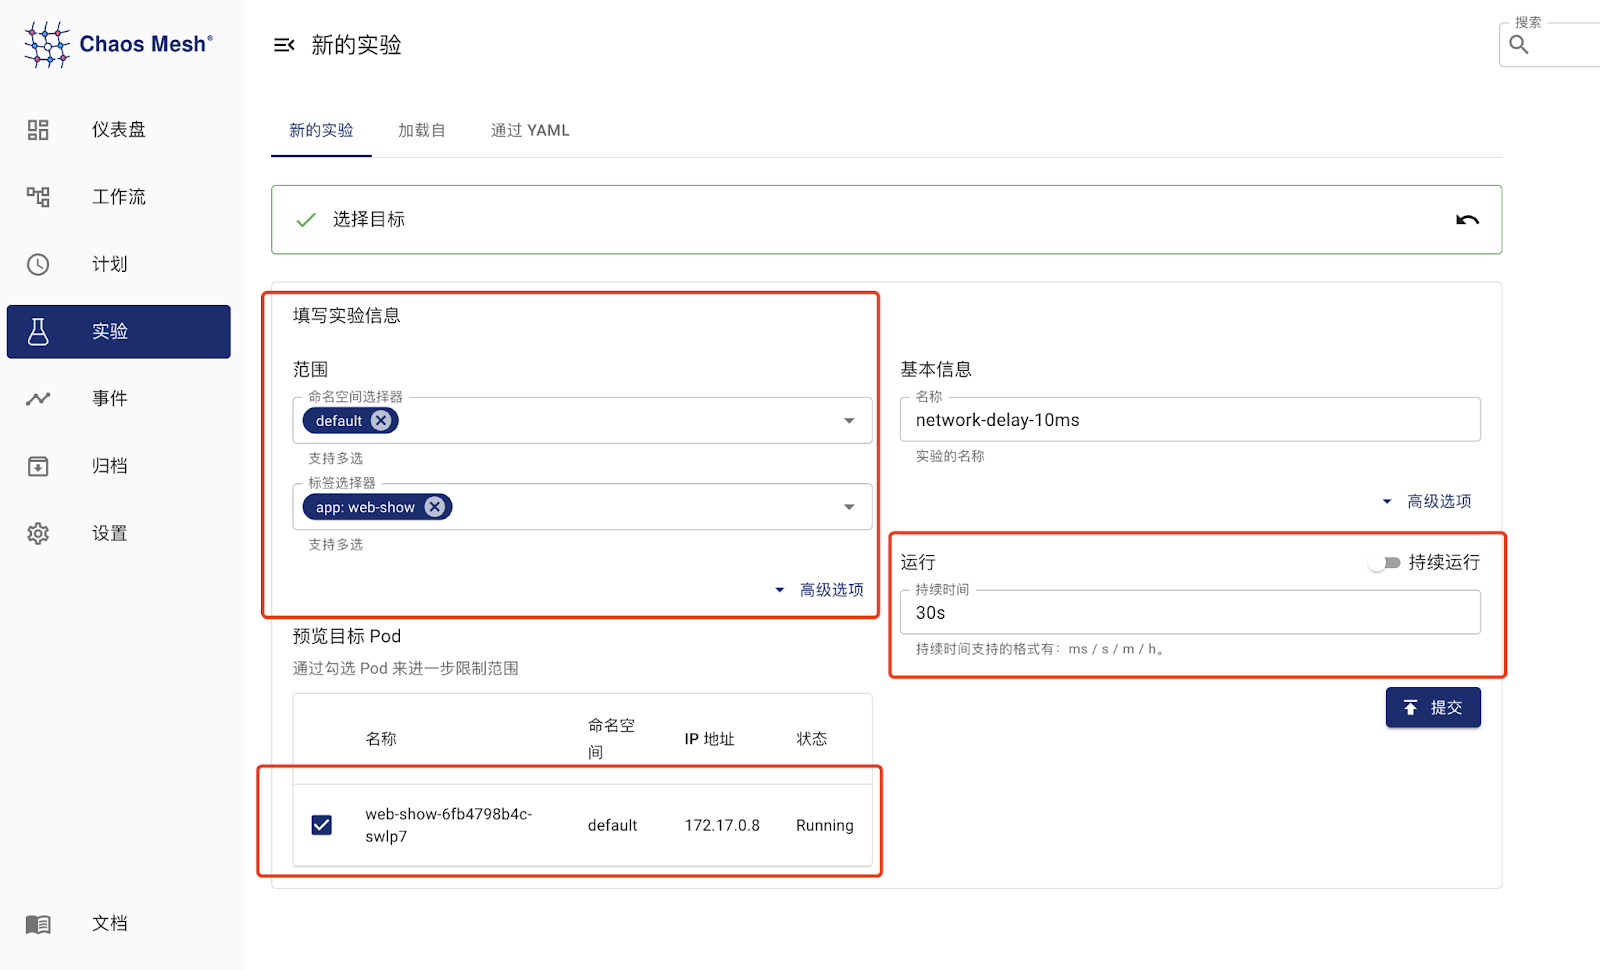 Chaos Mesh®
仪表盘
工作流
计划
实验
事件
归档
设置
文档
新的实验
搜索
新的实验
加载自
通过 YAML
选择目标
填写实验信息
范围
命名空间选择器
default
支持多选
标签选择器
app: web-show
支持多选
高级选项
预览目标 Pod
通过勾选 Pod 来进一步限制范围
名称
命名空
间
IP 地址
状态
web-show-6fb4798b4c-
swlp7
default
172.17.0.8
Running
基本信息
名称
network-delay-10ms
实验的名称
高级选项
运行
持续运行
持续时间
30s
持续时间支持的格式有：ms / s / m / h。
提交